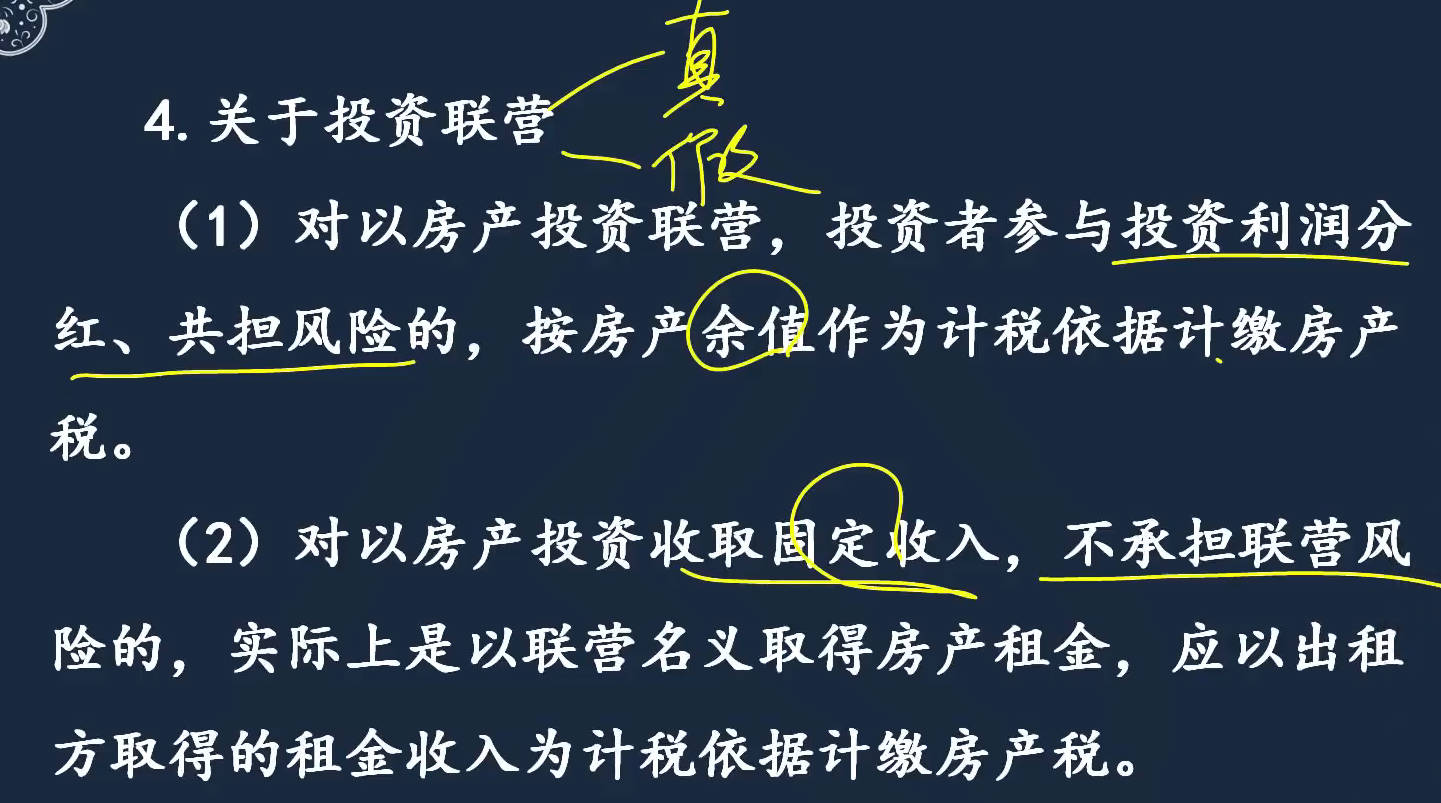 真
4.关于投资联营
假
（1）对以房产投资联营，投资者参与投资利润分
红、共担风险的，按房产余值作为计税依据计缴房产
税。
（2）对以房产投资收取固定收入，不承担联营风
险的，实际上是以联营名义取得房产租金，应以出租
方取得的租金收入为计税依据计缴房产税。